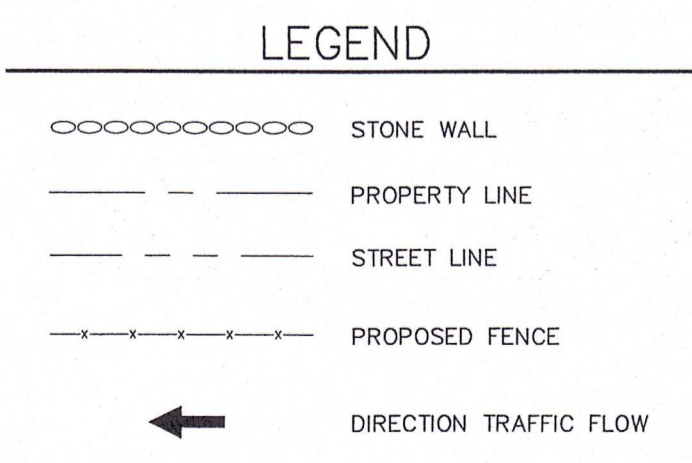 LEGEND
STONE WALL
PROPERTY LINE
STREET LINE
x x x x x PROPOSED FENCE
DIRECTION TRAFFIC FLOW